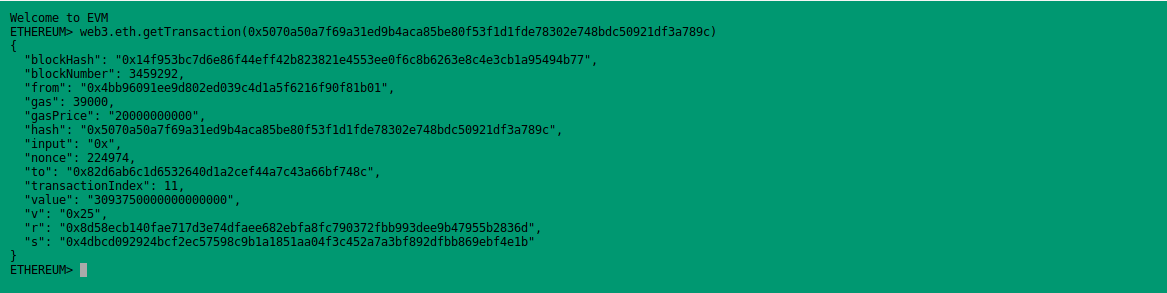 Welcome to EVM
ETHEREUM> web3.eth.getTransaction(0x5070a50a7f69a31ed9b4aca85be80f53f1d1fde78302e748bdc50921df3a789c)
{
  "blockHash": "0x14f953bc7d6e86f44eff42b823821e4553ee0f6c8b6263e8c4e3cb1a95494b77",
  "blockNumber": 3459292,
  "from": "0x4bb96091ee9d802ed039c4d1a5f6216f90f81b01",
  "gas": 39000,
  "gasPrice": "20000000000",
  "hash": "0x5070a50a7f69a31ed9b4aca85be80f53f1d1fde78302e748bdc50921df3a789c",
  "input": "0x",
  "nonce": 224974,
  "to": "0x82d6ab6c1d6532640d1a2cef44a7c43a66bf748c",
  "transactionIndex": 11,
  "value": "3093750000000000000",
  "v": "0x25",
  "r": "0x8d58ecb140fae717d3e74dfaee682ebfa8fc790372fbb993dee9b47955b2836d",
  "s": "0x4dbcd092924bcf2ec57598c9b1a1851aa04f3c452a7a3bf892dfbb869ebf4e1b"
}
ETHEREUM>